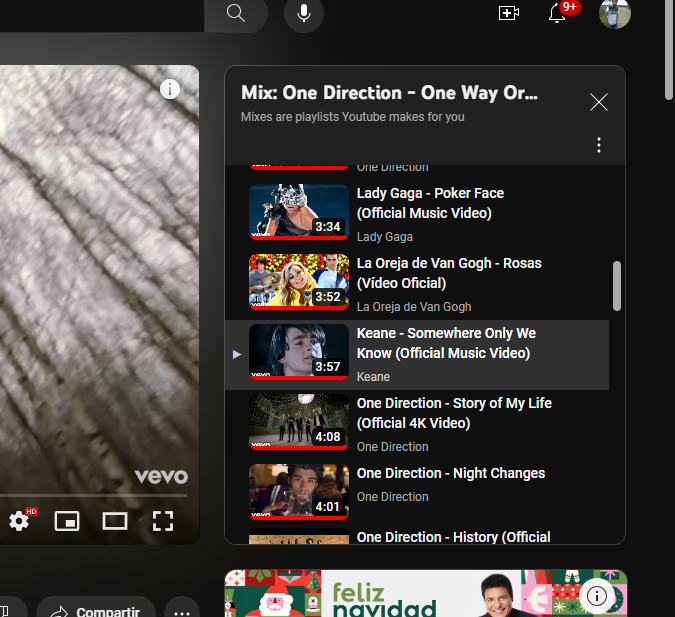 9+
Mix: One Direction - One Way Or...
Mixes are playlists Youtube makes for you
One Direction
Lady Gaga - Poker Face
(Official Music Video)
3:34
Lady Gaga
La Oreja de Van Gogh - Rosas
(Vídeo Oficial)
3:52
La Oreja de Van Gogh
Keane - Somewhere Only We
Know (Official Music Video)
3:57
vevo
Keane
One Direction - Story of My Life
(Official 4K Video)
4:08
vevo
One Direction
One Direction - Night Changes
One Direction
4:01
vevo
One Direction - History (Official
vevo
HD
Compartir
feliz
navidad